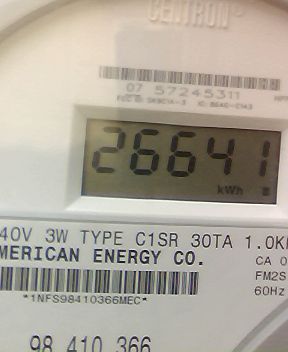 CENTRON
07 57245311
26641
kWh
40V 3W TYPE C1SR 30TA 1.0K
MERICAN ENERGY CO.
CA 0
FM2S
*1NFS98410366MEC*
60Hz
98 410 366